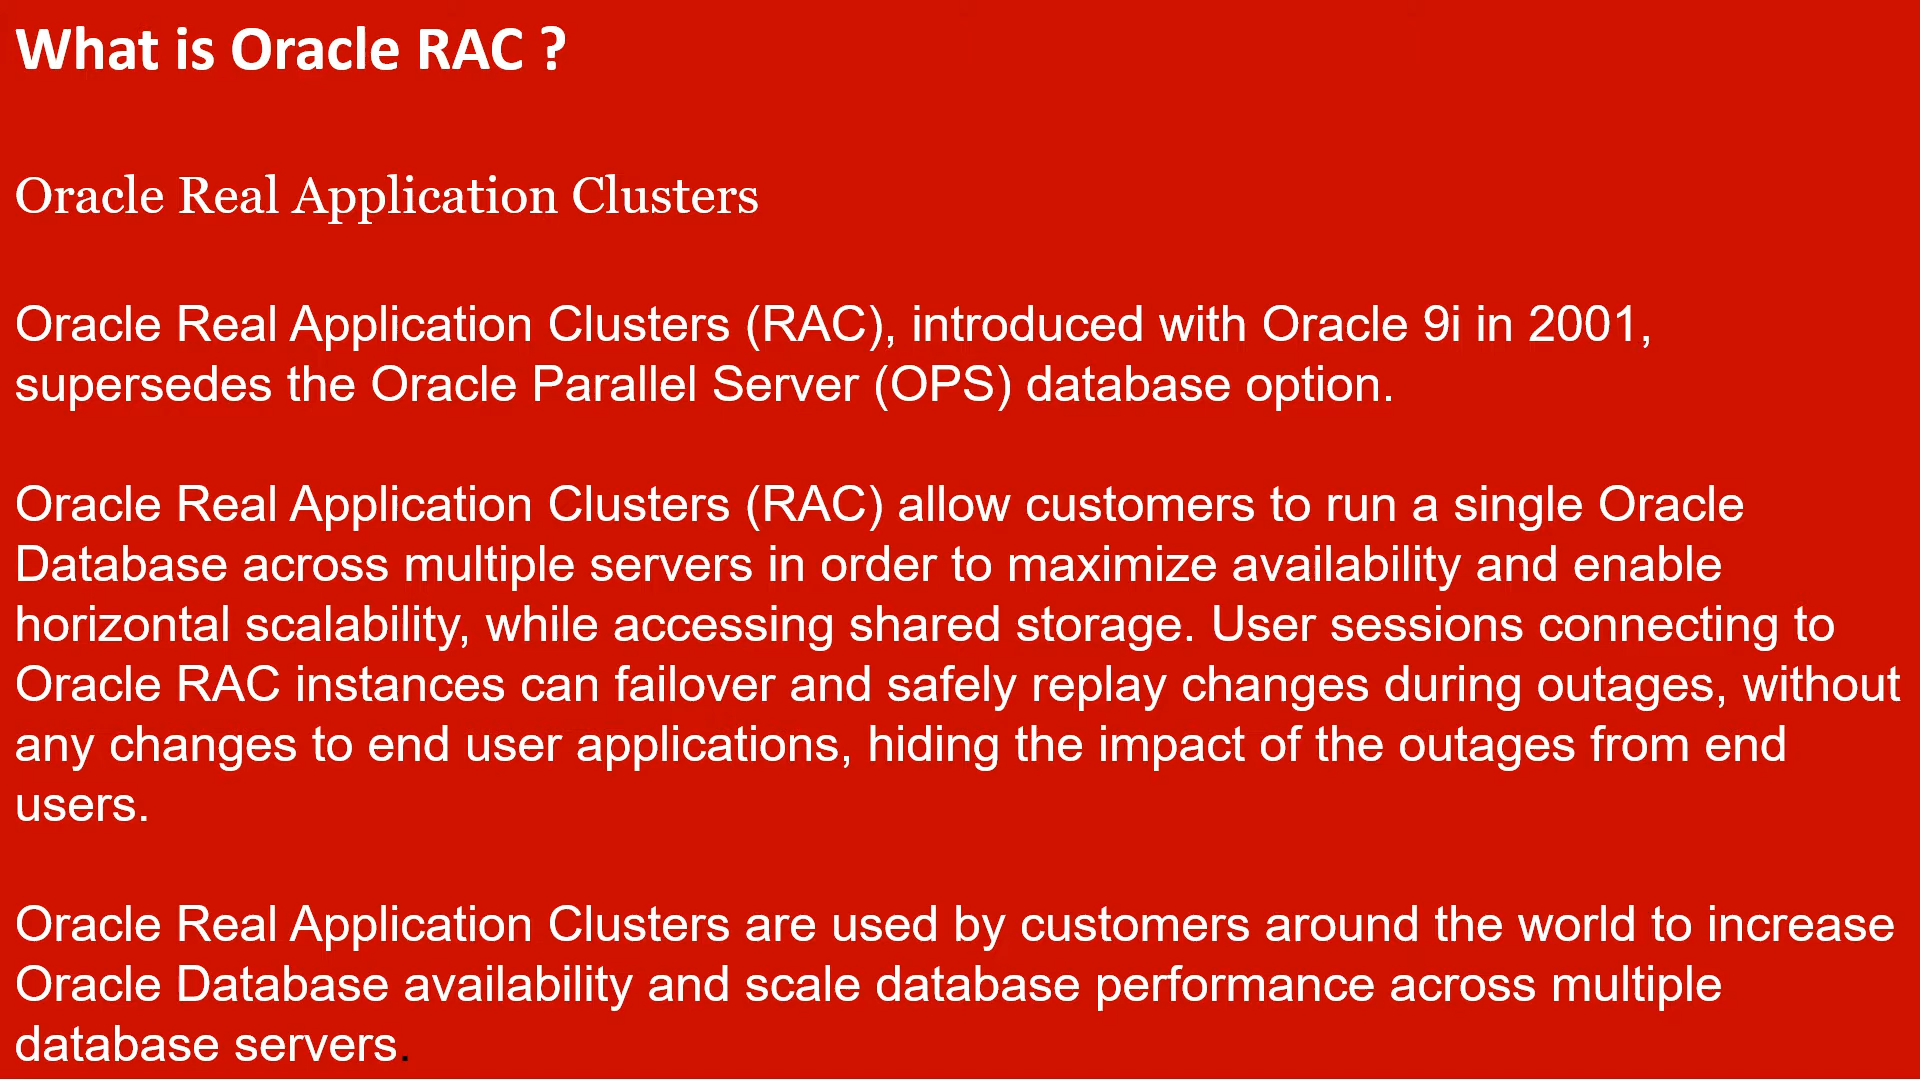 What is Oracle RAC ?
Oracle Real Application Clusters
Oracle Real Application Clusters (RAC), introduced with Oracle 9i in 2001,
supersedes the Oracle Parallel Server (OPS) database option.
Oracle Real Application Clusters (RAC) allow customers to run a single Oracle
Database across multiple servers in order to maximize availability and enable
horizontal scalability, while accessing shared storage. User sessions connecting to
Oracle RAC instances can failover and safely replay changes during outages, without
any changes to end user applications, hiding the impact of the outages from end
users.
Oracle Real Application Clusters are used by customers around the world to increase
Oracle Database availability and scale database performance across multiple
database servers.